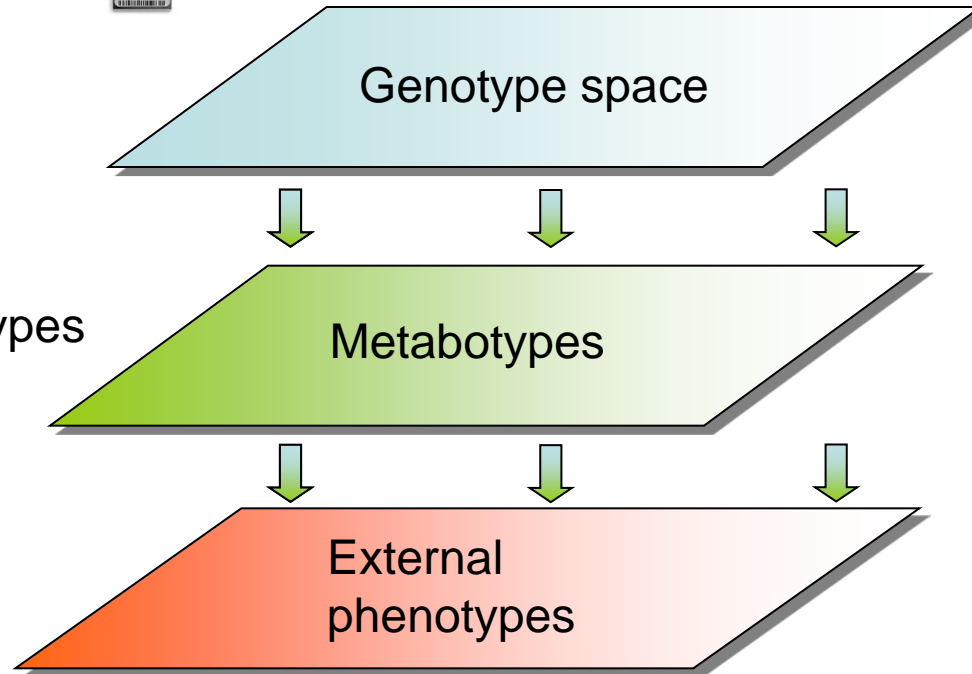 Genotype space
ypes
Metabotypes
External
phenotypes